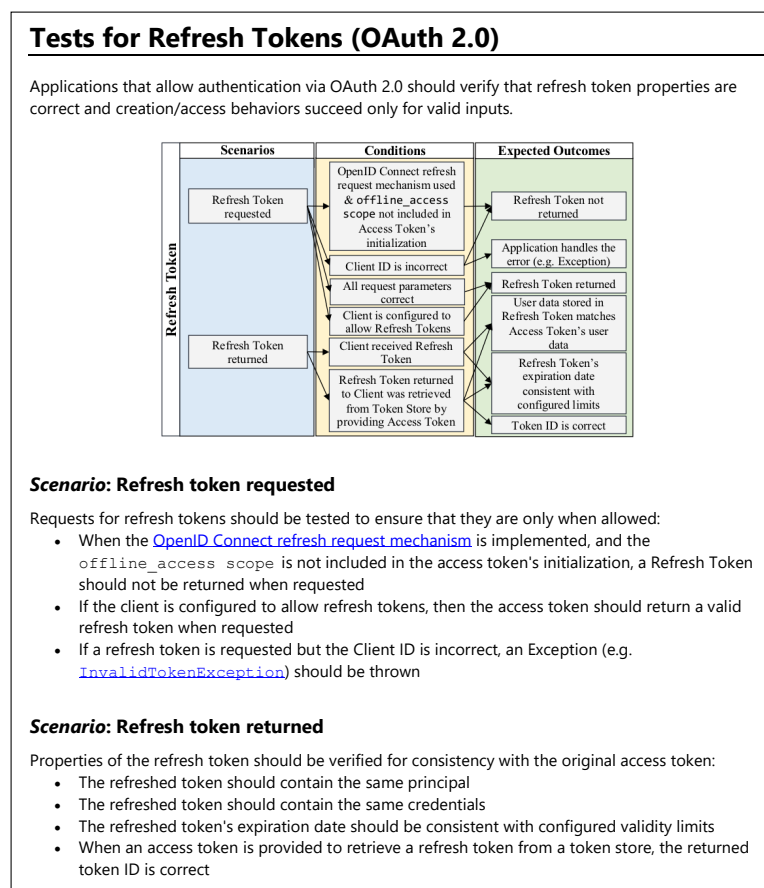 Tests for Refresh Tokens (OAuth 2.0)
Applications that allow authentication via OAuth 2.0 should verify that refresh token properties are
correct and creation/access behaviors succeed only for valid inputs.
Scenarios
Conditions
Expected Outcomes
Refresh Token
Refresh Token
requested
Refresh Token
returned
OpenID Connect refresh
request mechanism used
& offline_access
scope not included in
Access Token's
initialization
Client ID is incorrect
All request parameters
correct
Client is configured to
allow Refresh Tokens
Client received Refresh
Token
Refresh Token returned
to Client was retrieved
from Token Store by
providing Access Token
Refresh Token not
returned
Application handles the
error (e.g. Exception)
Refresh Token returned
User data stored in
Refresh Token matches
Access Token's user
data
Refresh Token's
expiration date
consistent with
configured limits
Token ID is correct
Scenario: Refresh token requested
Requests for refresh tokens should be tested to ensure that they are only when allowed:
• When the OpenID Connect refresh request mechanism is implemented, and the
offline_access scope is not included in the access token's initialization, a Refresh Token
should not be returned when requested
• If the client is configured to allow refresh tokens, then the access token should return a valid
refresh token when requested
• If a refresh token is requested but the Client ID is incorrect, an Exception (e.g.
InvalidTokenException) should be thrown
Scenario: Refresh token returned
Properties of the refresh token should be verified for consistency with the original access token:
• The refreshed token should contain the same principal
• The refreshed token should contain the same credentials
• The refreshed token's expiration date should be consistent with configured validity limits
• When an access token is provided to retrieve a refresh token from a token store, the returned
token ID is correct